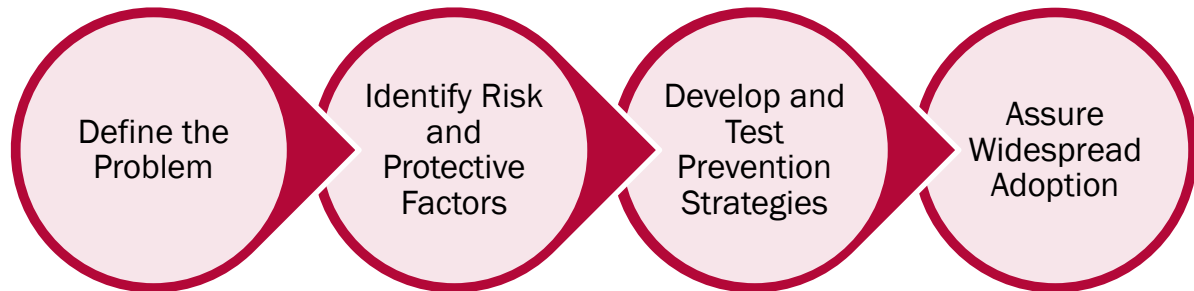 Define the
Problem
Identify Risk
and
Protective
Factors
Develop and
Test
Prevention
Strategies
Assure
Widespread
Adoption